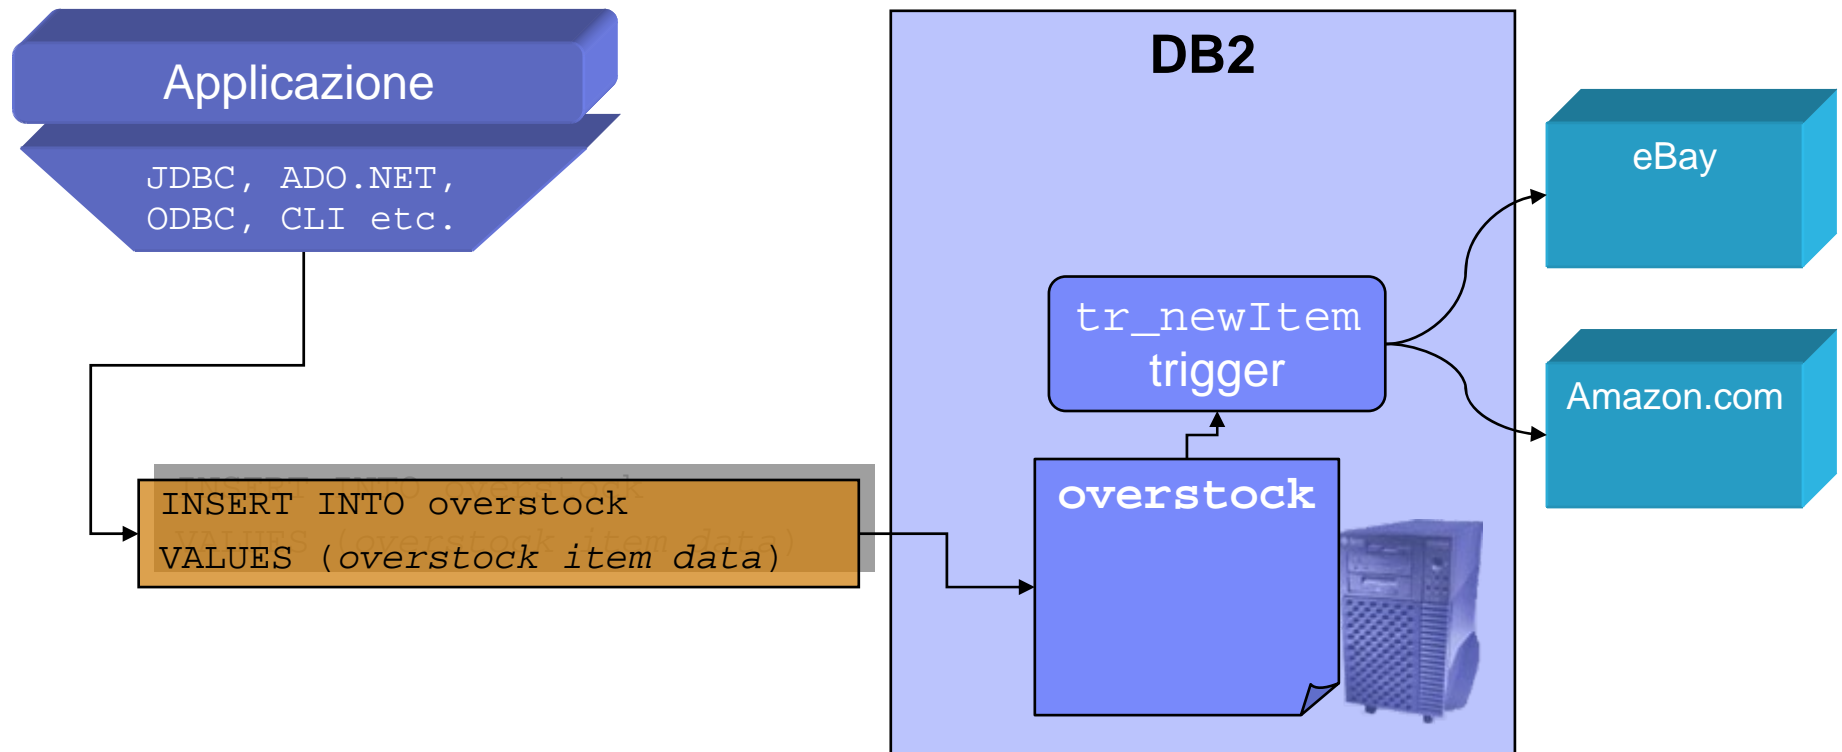 Applicazione
JDBC, ADO.NET,
ODBC, CLI etc.
INSERT INTO overstock
VALUES (overstock item data)
DB2
tr_newItem
trigger
overstock
eBay
Amazon.com